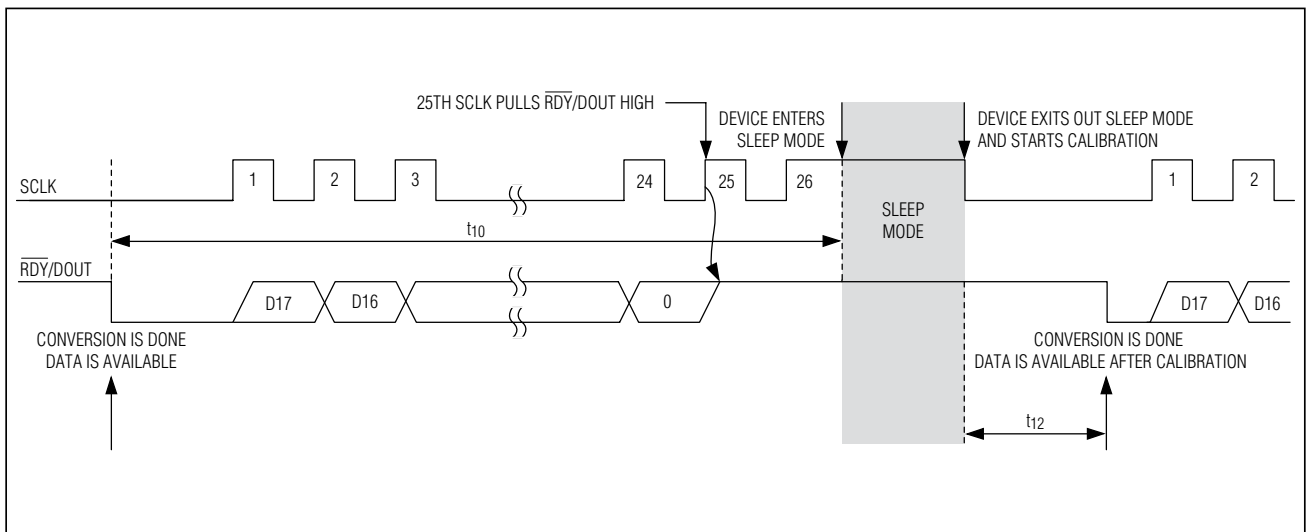 25TH SCLK PULLS R̅D̅Y̅/DOUT HIGH
DEVICE ENTERS
SLEEP MODE
DEVICE EXITS OUT SLEEP MODE
AND STARTS CALIBRATION
SCLK
1
2
3
24
25
26
1
2
SLEEP
MODE
t10
R̅D̅Y̅/DOUT
D17
D16
0
D17
D16
CONVERSION IS DONE
DATA IS AVAILABLE
CONVERSION IS DONE
DATA IS AVAILABLE AFTER CALIBRATION
t12